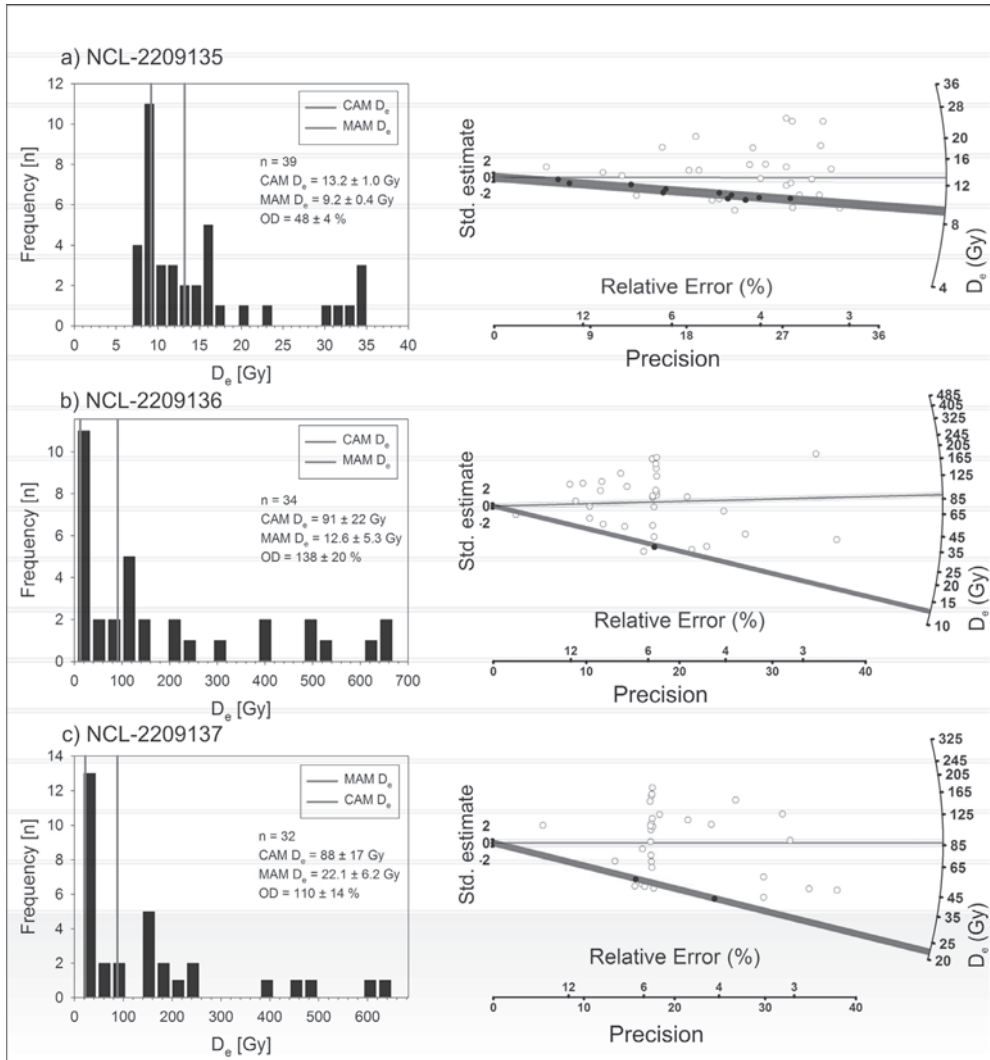 a) NCL-2209135
Frequency [n]
12
10
8
6
4
2
0
0 5 10 15 20 25 30 35 40
De [Gy]
CAM De
MAM De
n = 39
CAM De = 13.2 ± 1.0 Gy
MAM De = 9.2 ± 0.4 Gy
OD = 48 ± 4 %
Std. estimate
2
0
-2
36
28
20
16
12
8
4
De (Gy)
Relative Error (%)
12 6 4 3
0 9 18 27 36
Precision
b) NCL-2209136
Frequency [n]
10
8
6
4
2
0
0 100 200 300 400 500 600 700
De [Gy]
CAM De
MAM De
n = 34
CAM De = 91 ± 22 Gy
MAM De = 12.6 ± 5.3 Gy
OD = 138 ± 20 %
Std. estimate
2
0
-2
485
405
325
245
205
165
125
85
65
45
35
25
20
15
10
De (Gy)
Relative Error (%)
12 6 4 3
0 10 20 30 40
Precision
c) NCL-2209137
Frequency [n]
14
12
10
8
6
4
2
0
0 100 200 300 400 500 600
De [Gy]
MAM De
CAM De
n = 32
CAM De = 88 ± 17 Gy
MAM De = 22.1 ± 6.2 Gy
OD = 110 ± 14 %
Std. estimate
2
0
-2
325
245
205
165
125
85
65
45
35
25
20
De (Gy)
Relative Error (%)
12 6 4 3
0 10 20 30 40
Precision